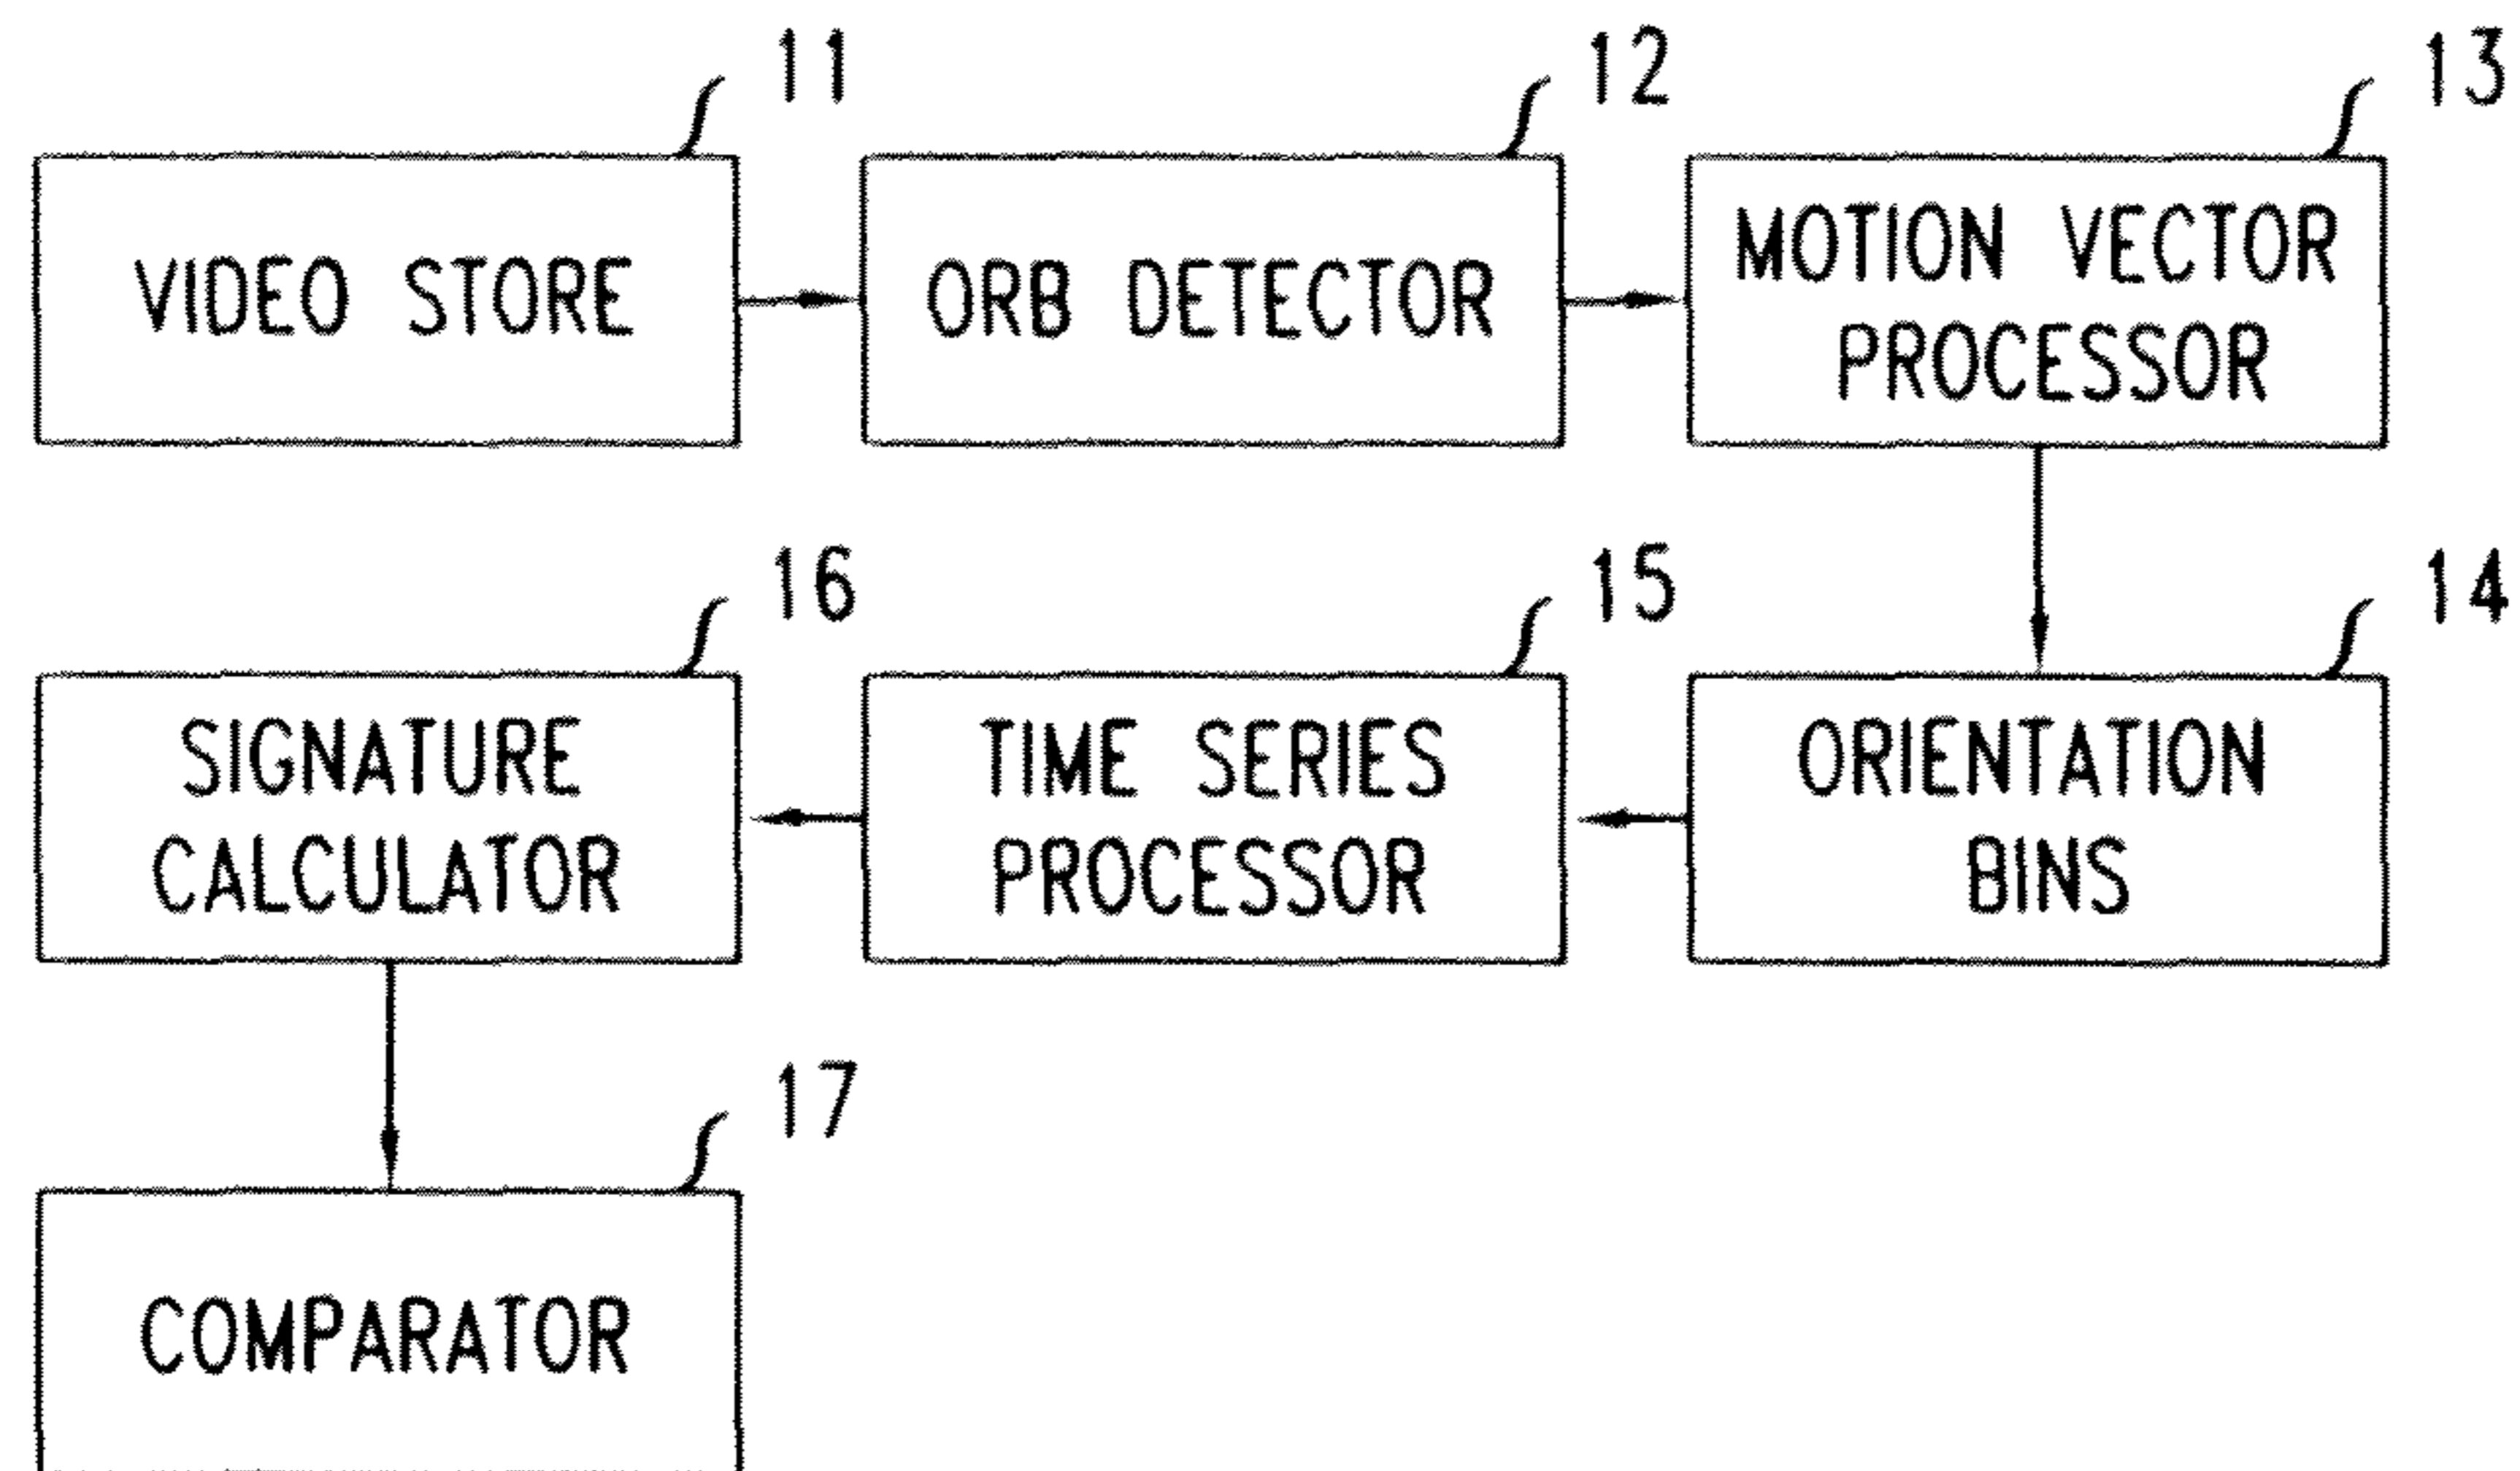 11
12
13
VIDEO STORE
ORB DETECTOR
MOTION VECTOR
PROCESSOR
16
15
14
SIGNATURE
CALCULATOR
TIME SERIES
PROCESSOR
ORIENTATION
BINS
17
COMPARATOR